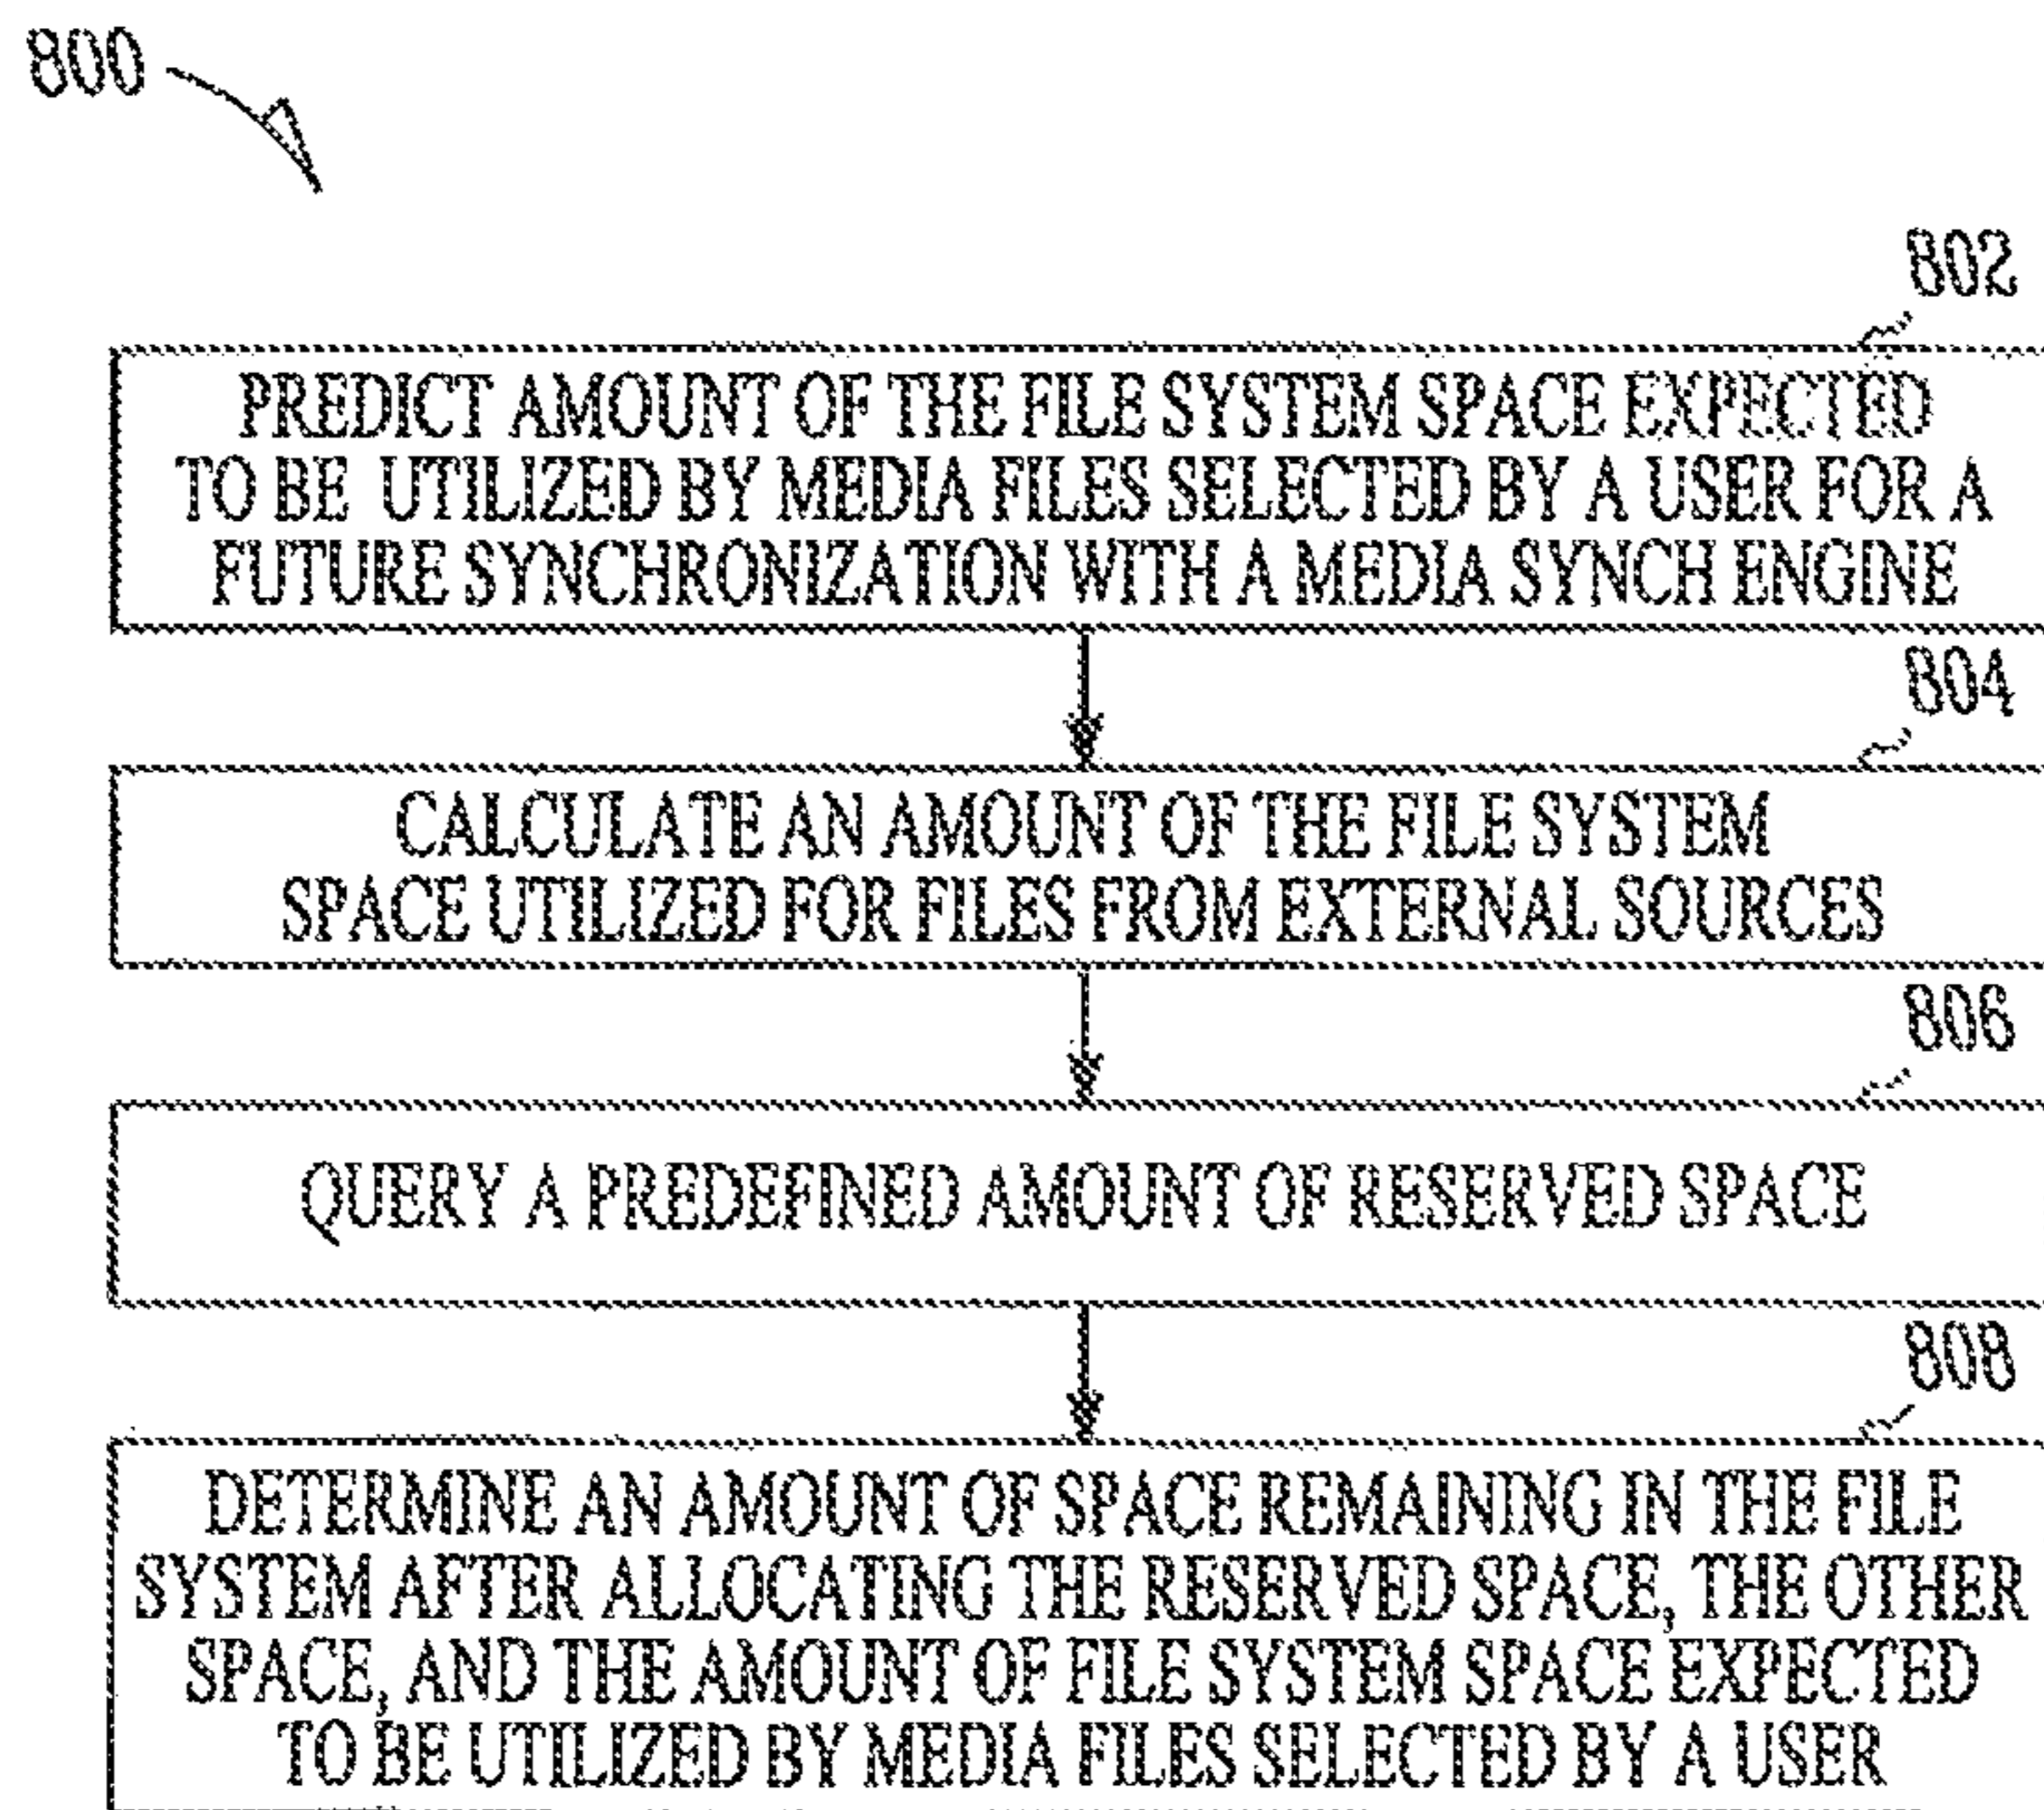 800
802
PREDICT AMOUNT OF THE FILE SYSTEM SPACE EXPECTED
TO BE UTILIZED BY MEDIA FILES SELECTED BY A USER FOR A
FUTURE SYNCHRONIZATION WITH A MEDIA SYNCH ENGINE
804
CALCULATE AN AMOUNT OF THE FILE SYSTEM
SPACE UTILIZED FOR FILES FROM EXTERNAL SOURCES
806
QUERY A PREDEFINED AMOUNT OF RESERVED SPACE
808
DETERMINE AN AMOUNT OF SPACE REMAINING IN THE FILE
SYSTEM AFTER ALLOCATING THE RESERVED SPACE, THE OTHER
SPACE, AND THE AMOUNT OF FILE SYSTEM SPACE EXPECTED
TO BE UTILIZED BY MEDIA FILES SELECTED BY A USER